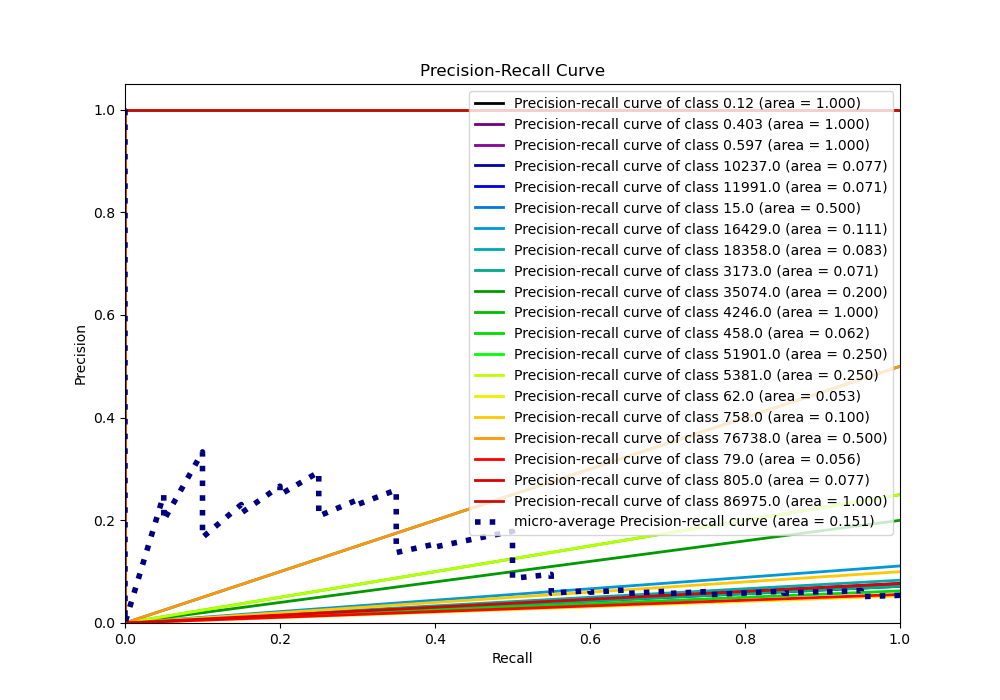 Precision-Recall Curve
Precision
1.0
0.8
0.6
0.4
0.2
0.0
Precision-recall curve of class 0.12 (area = 1.000)
Precision-recall curve of class 0.403 (area = 1.000)
Precision-recall curve of class 0.597 (area = 1.000)
Precision-recall curve of class 10237.0 (area = 0.077)
Precision-recall curve of class 11991.0 (area = 0.071)
Precision-recall curve of class 15.0 (area = 0.500)
Precision-recall curve of class 16429.0 (area = 0.111)
Precision-recall curve of class 18358.0 (area = 0.083)
Precision-recall curve of class 3173.0 (area = 0.071)
Precision-recall curve of class 35074.0 (area = 0.200)
Precision-recall curve of class 4246.0 (area = 1.000)
Precision-recall curve of class 458.0 (area = 0.062)
Precision-recall curve of class 51901.0 (area = 0.250)
Precision-recall curve of class 5381.0 (area = 0.250)
Precision-recall curve of class 62.0 (area = 0.053)
Precision-recall curve of class 758.0 (area = 0.100)
Precision-recall curve of class 76738.0 (area = 0.500)
Precision-recall curve of class 79.0 (area = 0.056)
Precision-recall curve of class 805.0 (area = 0.077)
Precision-recall curve of class 86975.0 (area = 1.000)
micro-average Precision-recall curve (area = 0.151)
0.0 0.2 0.4 0.6 0.8 1.0
Recall